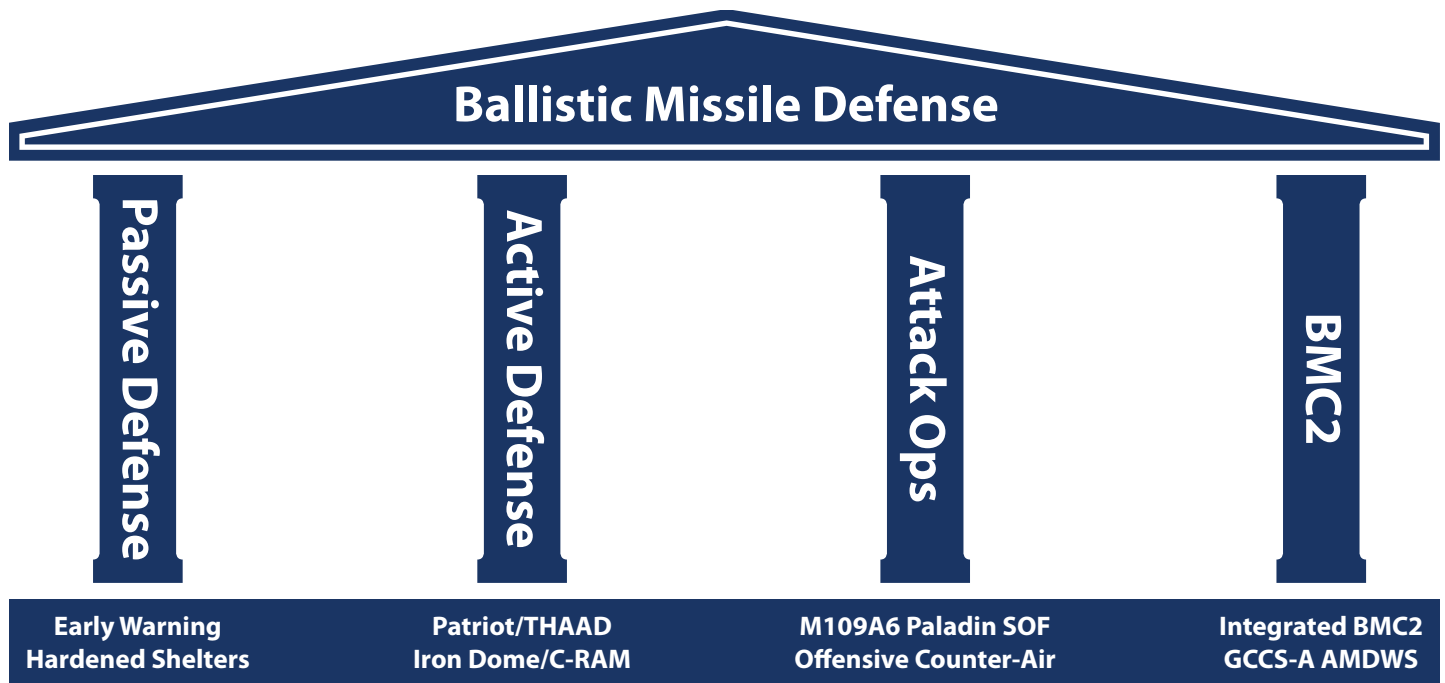 Ballistic Missile Defense
Passive Defense
Active Defense
Attack Ops
BMC2
Early Warning
Hardened Shelters
Patriot/THAAD
Iron Dome/C-RAM
M109A6 Paladin SOF
Offensive Counter-Air
Integrated BMC2
GCCS-A AMDWS